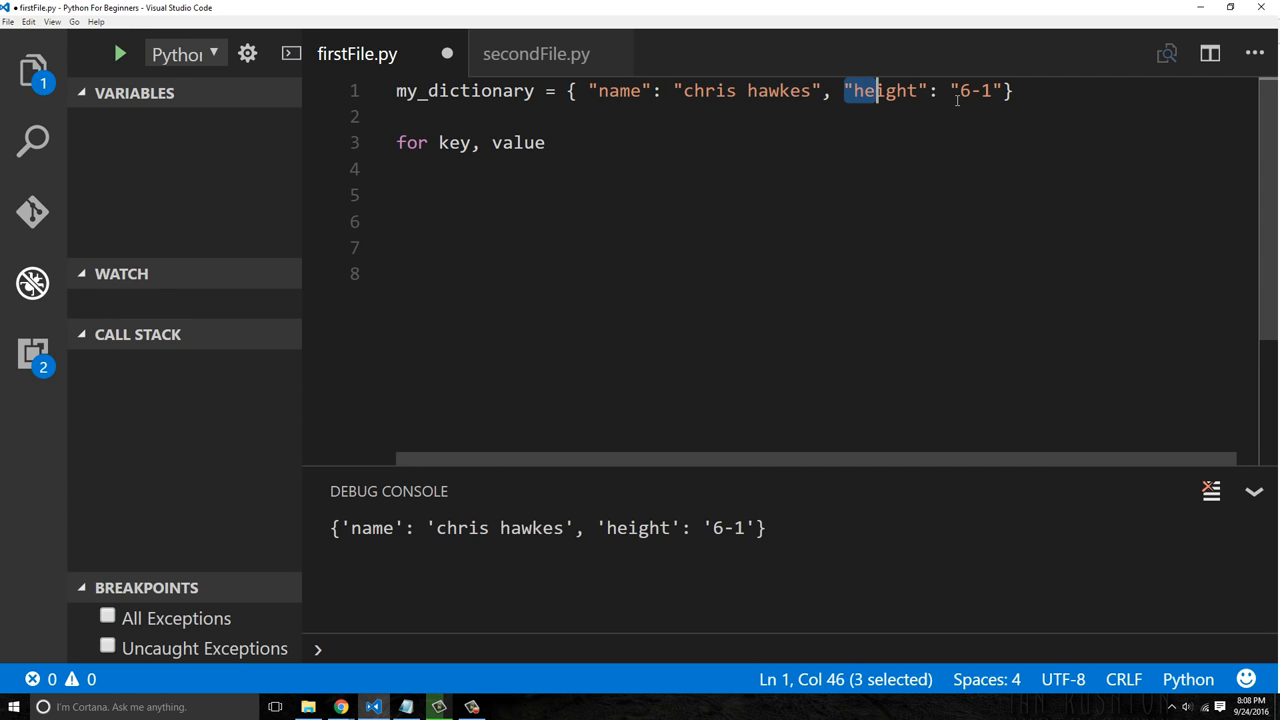 firstFile.py - Python For Beginners - Visual Studio Code
File Edit View Go Help
Python
firstFile.py
secondFile.py
1
VARIABLES
1 my_dictionary = { "name": "chris hawkes", "height": "6-1"}
2
3 for key, value
4
5
6
7
8
WATCH
CALL STACK
2
DEBUG CONSOLE
{'name': 'chris hawkes', 'height': '6-1'}
BREAKPOINTS
All Exceptions
Uncaught Exceptions
0 0
Ln 1, Col 46 (3 selected) Spaces: 4 UTF-8 CRLF Python
I'm Cortana. Ask me anything.
8:08 PM
9/24/2016